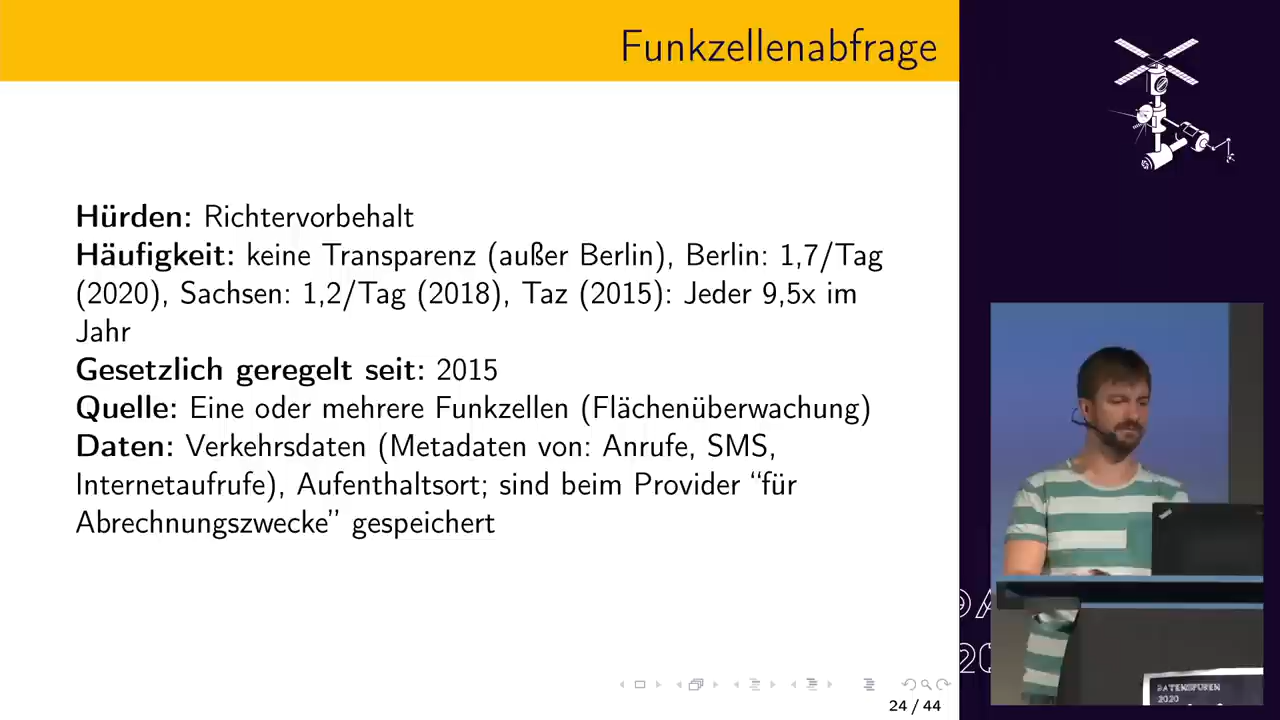 Funkzellenabfrage
Hürden: Richtervorbehalt
Häufigkeit: keine Transparenz (außer Berlin), Berlin: 1,7/Tag
(2020), Sachsen: 1,2/Tag (2018), Taz (2015): Jeder 9,5x im
Jahr
Gesetzlich geregelt seit: 2015
Quelle: Eine oder mehrere Funkzellen (Flächenüberwachung)
Daten: Verkehrsdaten (Metadaten von: Anrufe, SMS,
Internetaufrufe), Aufenthaltsort; sind beim Provider “für
Abrechnungszwecke” gespeichert
24 / 44
DATENSPUREN
2020